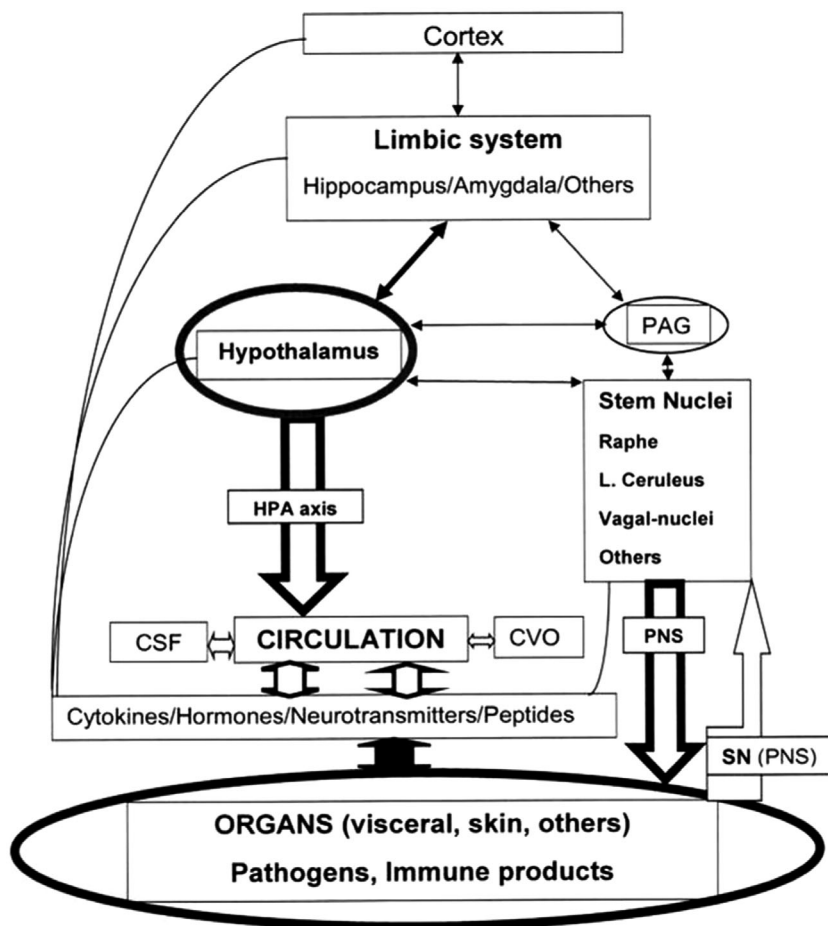 Cortex
Limbic system
Hippocampus/Amygdala/Others
Hypothalamus
PAG
Stem Nuclei
Raphe
L. Ceruleus
Vagal-nuclei
Others
HPA axis
PNS
CSF
CIRCULATION
CVO
Cytokines/Hormones/Neurotransmitters/Peptides
SN (PNS)
ORGANS (visceral, skin, others)
Pathogens, Immune products